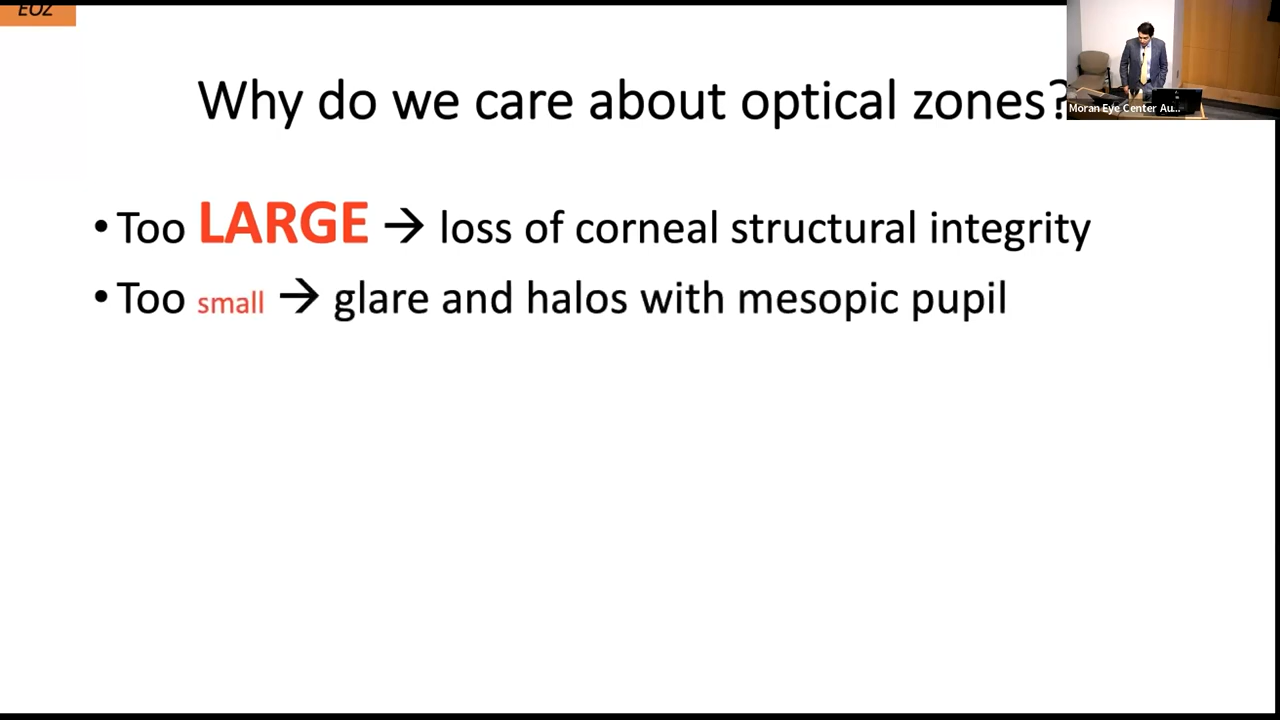 EOZ
Why do we care about optical zones?
Moran Eye Center Au...
• Too LARGE → loss of corneal structural integrity
• Too small → glare and halos with mesopic pupil